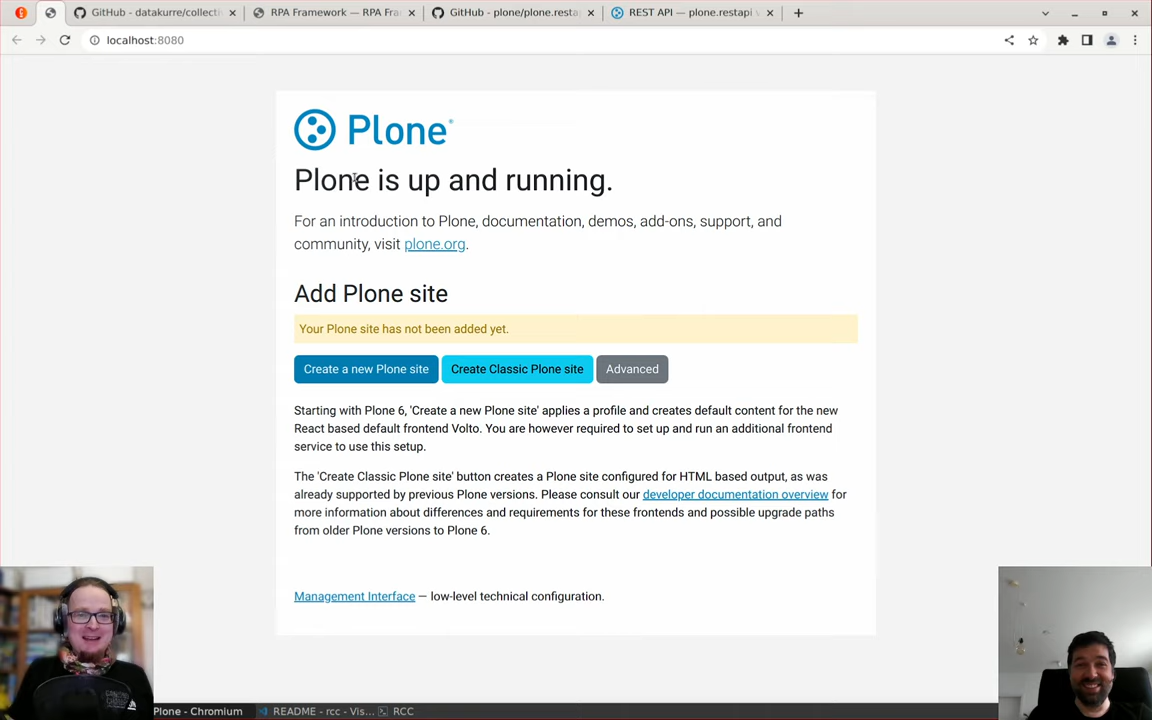 GitHub - datakurre/collecti
RPA Framework — RPA Fra
GitHub - plone/plone.resta
REST API — plone.restapi
localhost:8080
Plone
Plone is up and running.
For an introduction to Plone, documentation, demos, add-ons, support, and
community, visit plone.org.
Add Plone site
Your Plone site has not been added yet.
Create a new Plone site
Create Classic Plone site
Advanced
Starting with Plone 6, 'Create a new Plone site' applies a profile and creates default content for the new
React based default frontend Volto. You are however required to set up and run an additional frontend
service to use this setup.
The 'Create Classic Plone site' button creates a Plone site configured for HTML based output, as was
already supported by previous Plone versions. Please consult our developer documentation overview for
more information about differences and requirements for these frontends and possible upgrade paths
from older Plone versions to Plone 6.
Management Interface — low-level technical configuration.
Plone - Chromium
README - rcc - Vis...
RCC